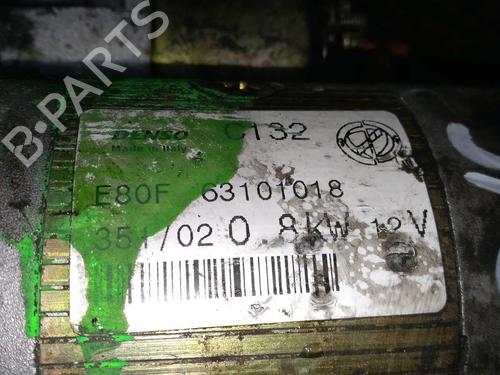 B-PARTS
DENSO C132
Made in Italy
E80F 63101018
351/02 0.8KW 12V